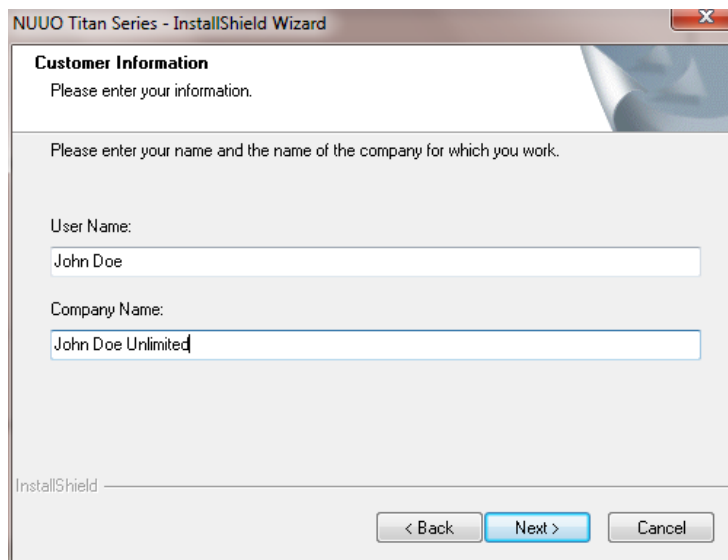 NUUO Titan Series - InstallShield Wizard
Customer Information
Please enter your information.
Please enter your name and the name of the company for which you work.
User Name:
John Doe
Company Name:
John Doe Unlimited
InstallShield
< Back
Next >
Cancel